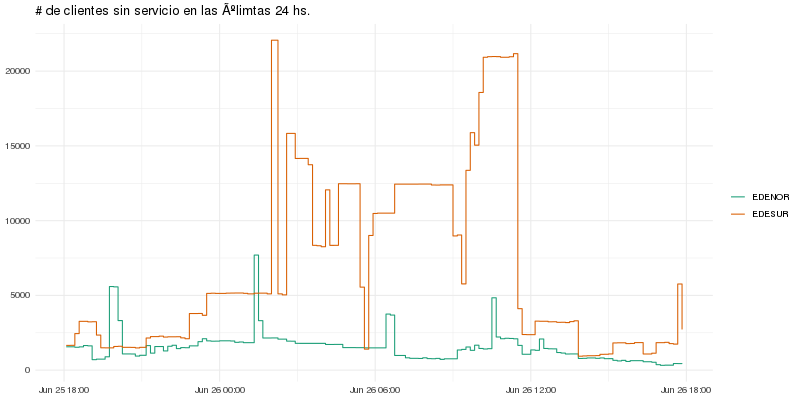 # de clientes sin servicio en las Ãºlimtas 24 hs.
20000
15000
10000
5000
0
Jun 25 18:00
Jun 26 00:00
Jun 26 06:00
Jun 26 12:00
Jun 26 18:00
EDENOR
EDESUR